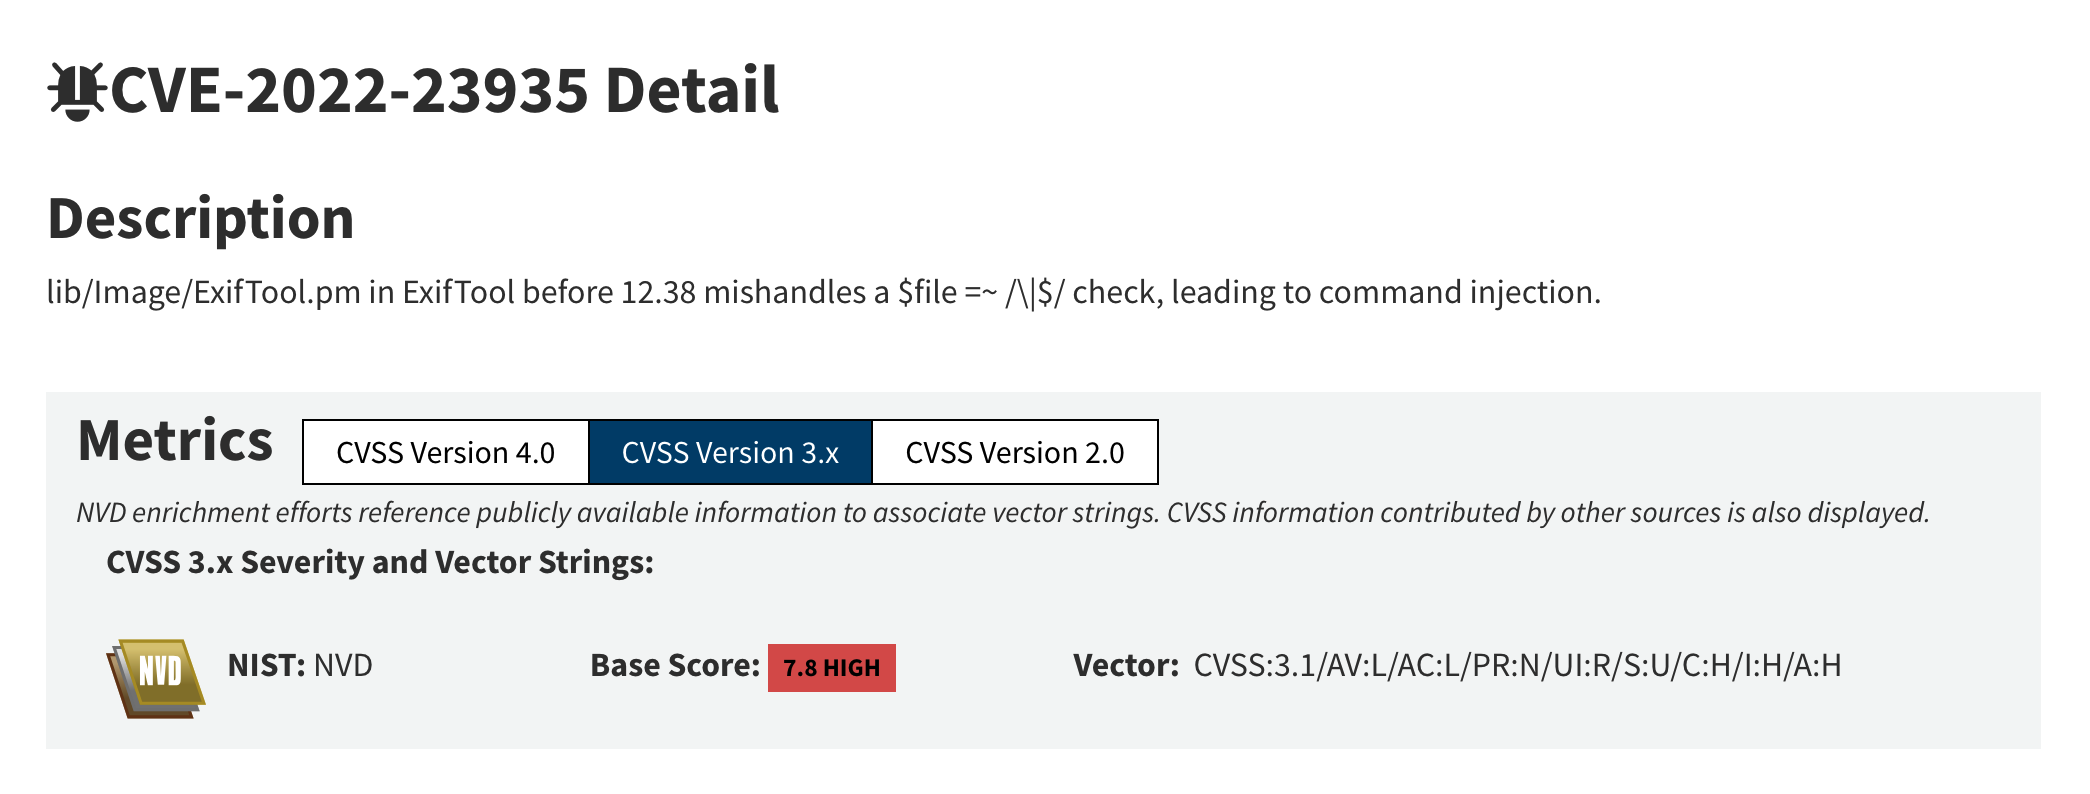 CVE-2022-23935 Detail
Description
lib/Image/ExifTool.pm in ExifTool before 12.38 mishandles a $file =~ /\|$/ check, leading to command injection.
Metrics CVSS Version 4.0 CVSS Version 3.x CVSS Version 2.0
NVD enrichment efforts reference publicly available information to associate vector strings. CVSS information contributed by other sources is also displayed.
CVSS 3.x Severity and Vector Strings:
NVD NIST: NVD Base Score: 7.8 HIGH Vector: CVSS:3.1/AV:L/AC:L/PR:N/UI:R/S:U/C:H/I:H/A:H